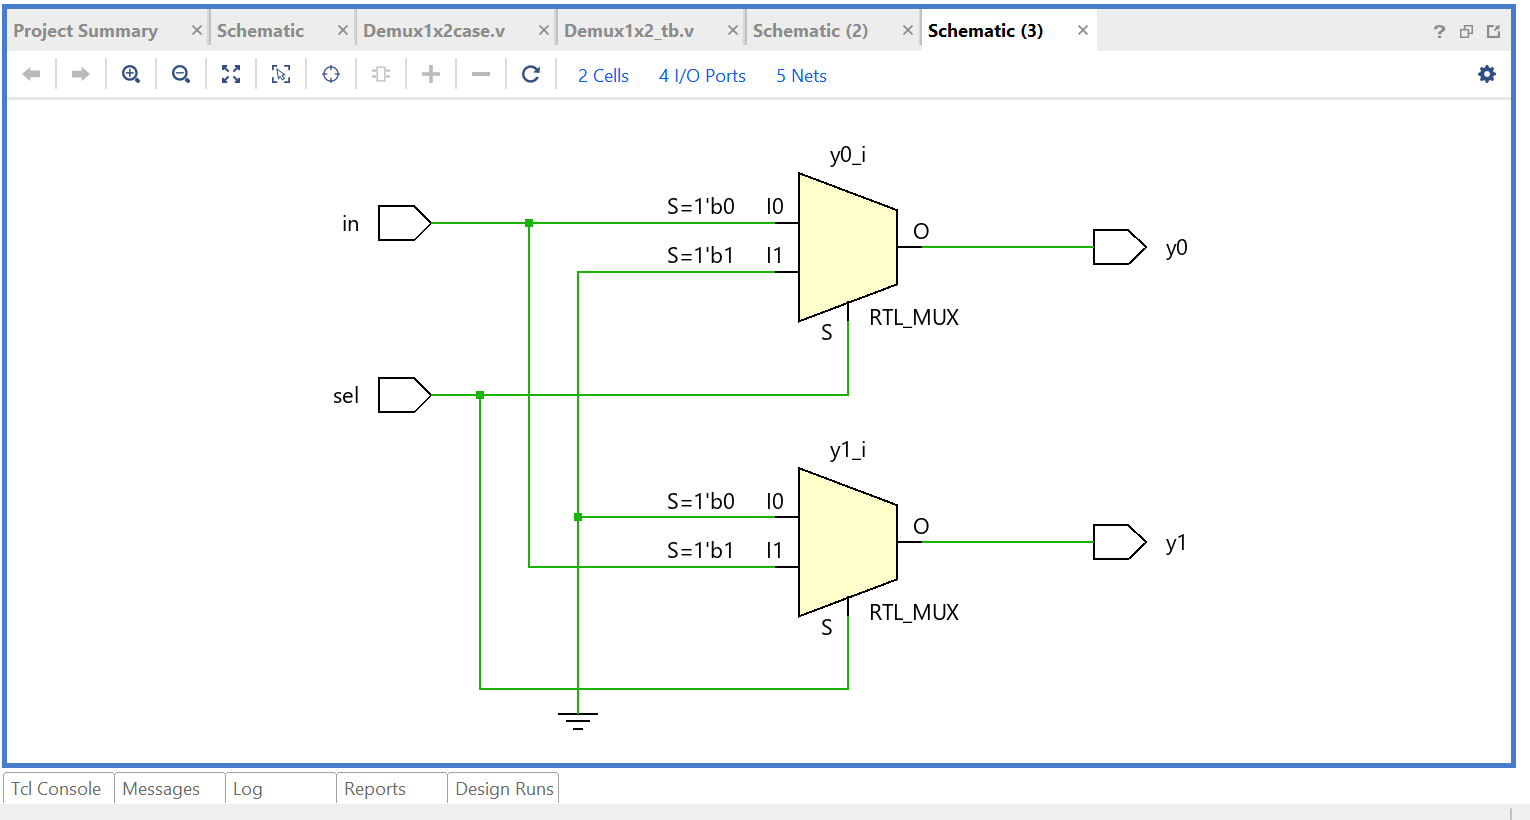 Project Summary × Schematic × Demux1x2case.v × Demux1x2_tb.v × Schematic (2) × Schematic (3) × ?
2 Cells 4 I/O Ports 5 Nets
y0_i
in S=1'b0 I0
S=1'b1 I1 O y0
S RTL_MUX
sel
y1_i
S=1'b0 I0
S=1'b1 I1 O y1
S RTL_MUX
Tcl Console Messages Log Reports Design Runs